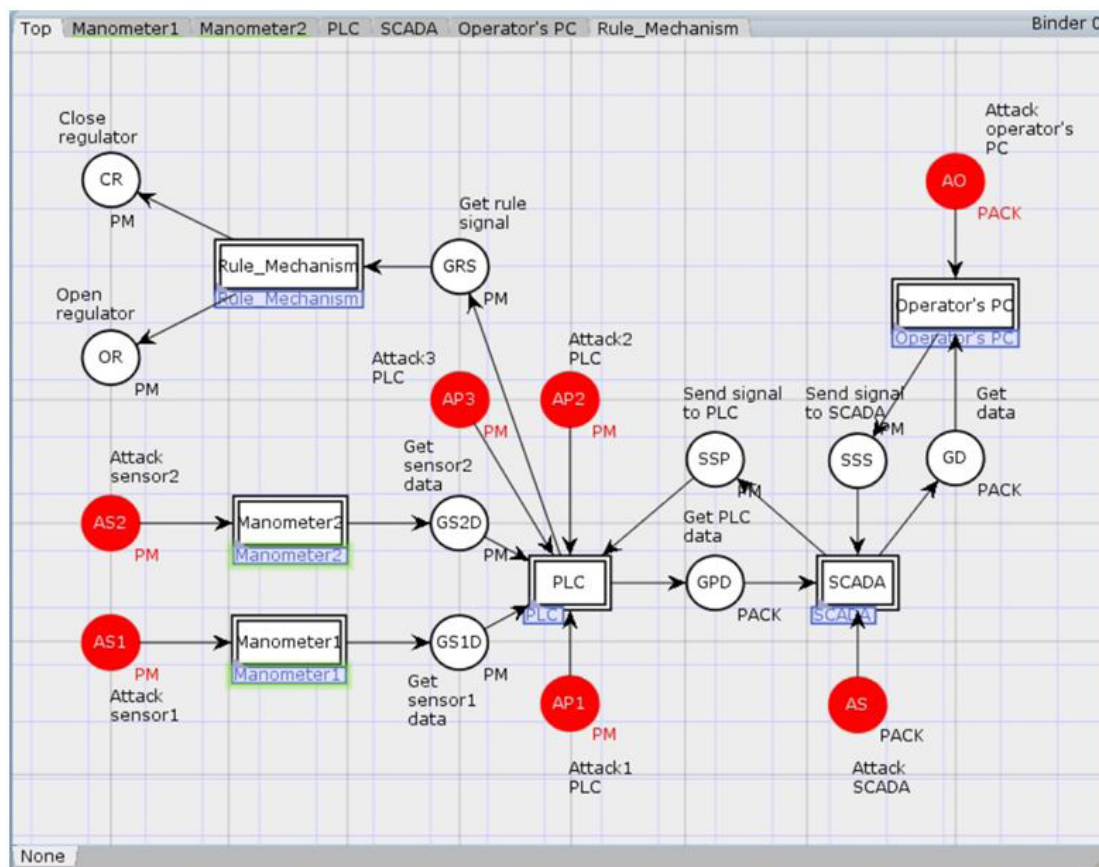 Top Manometer1 Manometer2 PLC SCADA Operator's PC Rule_Mechanism
Binder 0
Close
regulator
CR
PM
Attack
operator's
PC
AO
PACK
Get rule
signal
GRS
PM
Rule_Mechanism
Rule_Mechanism
Open
regulator
OR
PM
Operator's PC
Operator's PC
Attack3
PLC
AP3
PM
Attack2
PLC
AP2
PM
Send signal
to PLC
SSP
PM
Send signal
to SCADA
SSS
PM
Get
data
GD
PACK
Attack
sensor2
AS2
PM
Manometer2
Manometer2
Get
sensor2
data
GS2D
PM
PLC
PLC
Get PLC
data
GPD
PACK
SCADA
SCADA
AS1
PM
Attack
sensor1
Manometer1
Manometer1
GS1D
PM
Get
sensor1
data
AP1
PM
Attack1
PLC
AS
PACK
Attack
SCADA
None